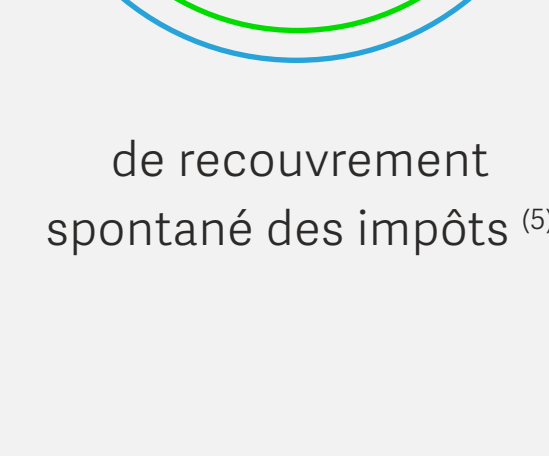 de recouvrement
spontané des impôts (5)